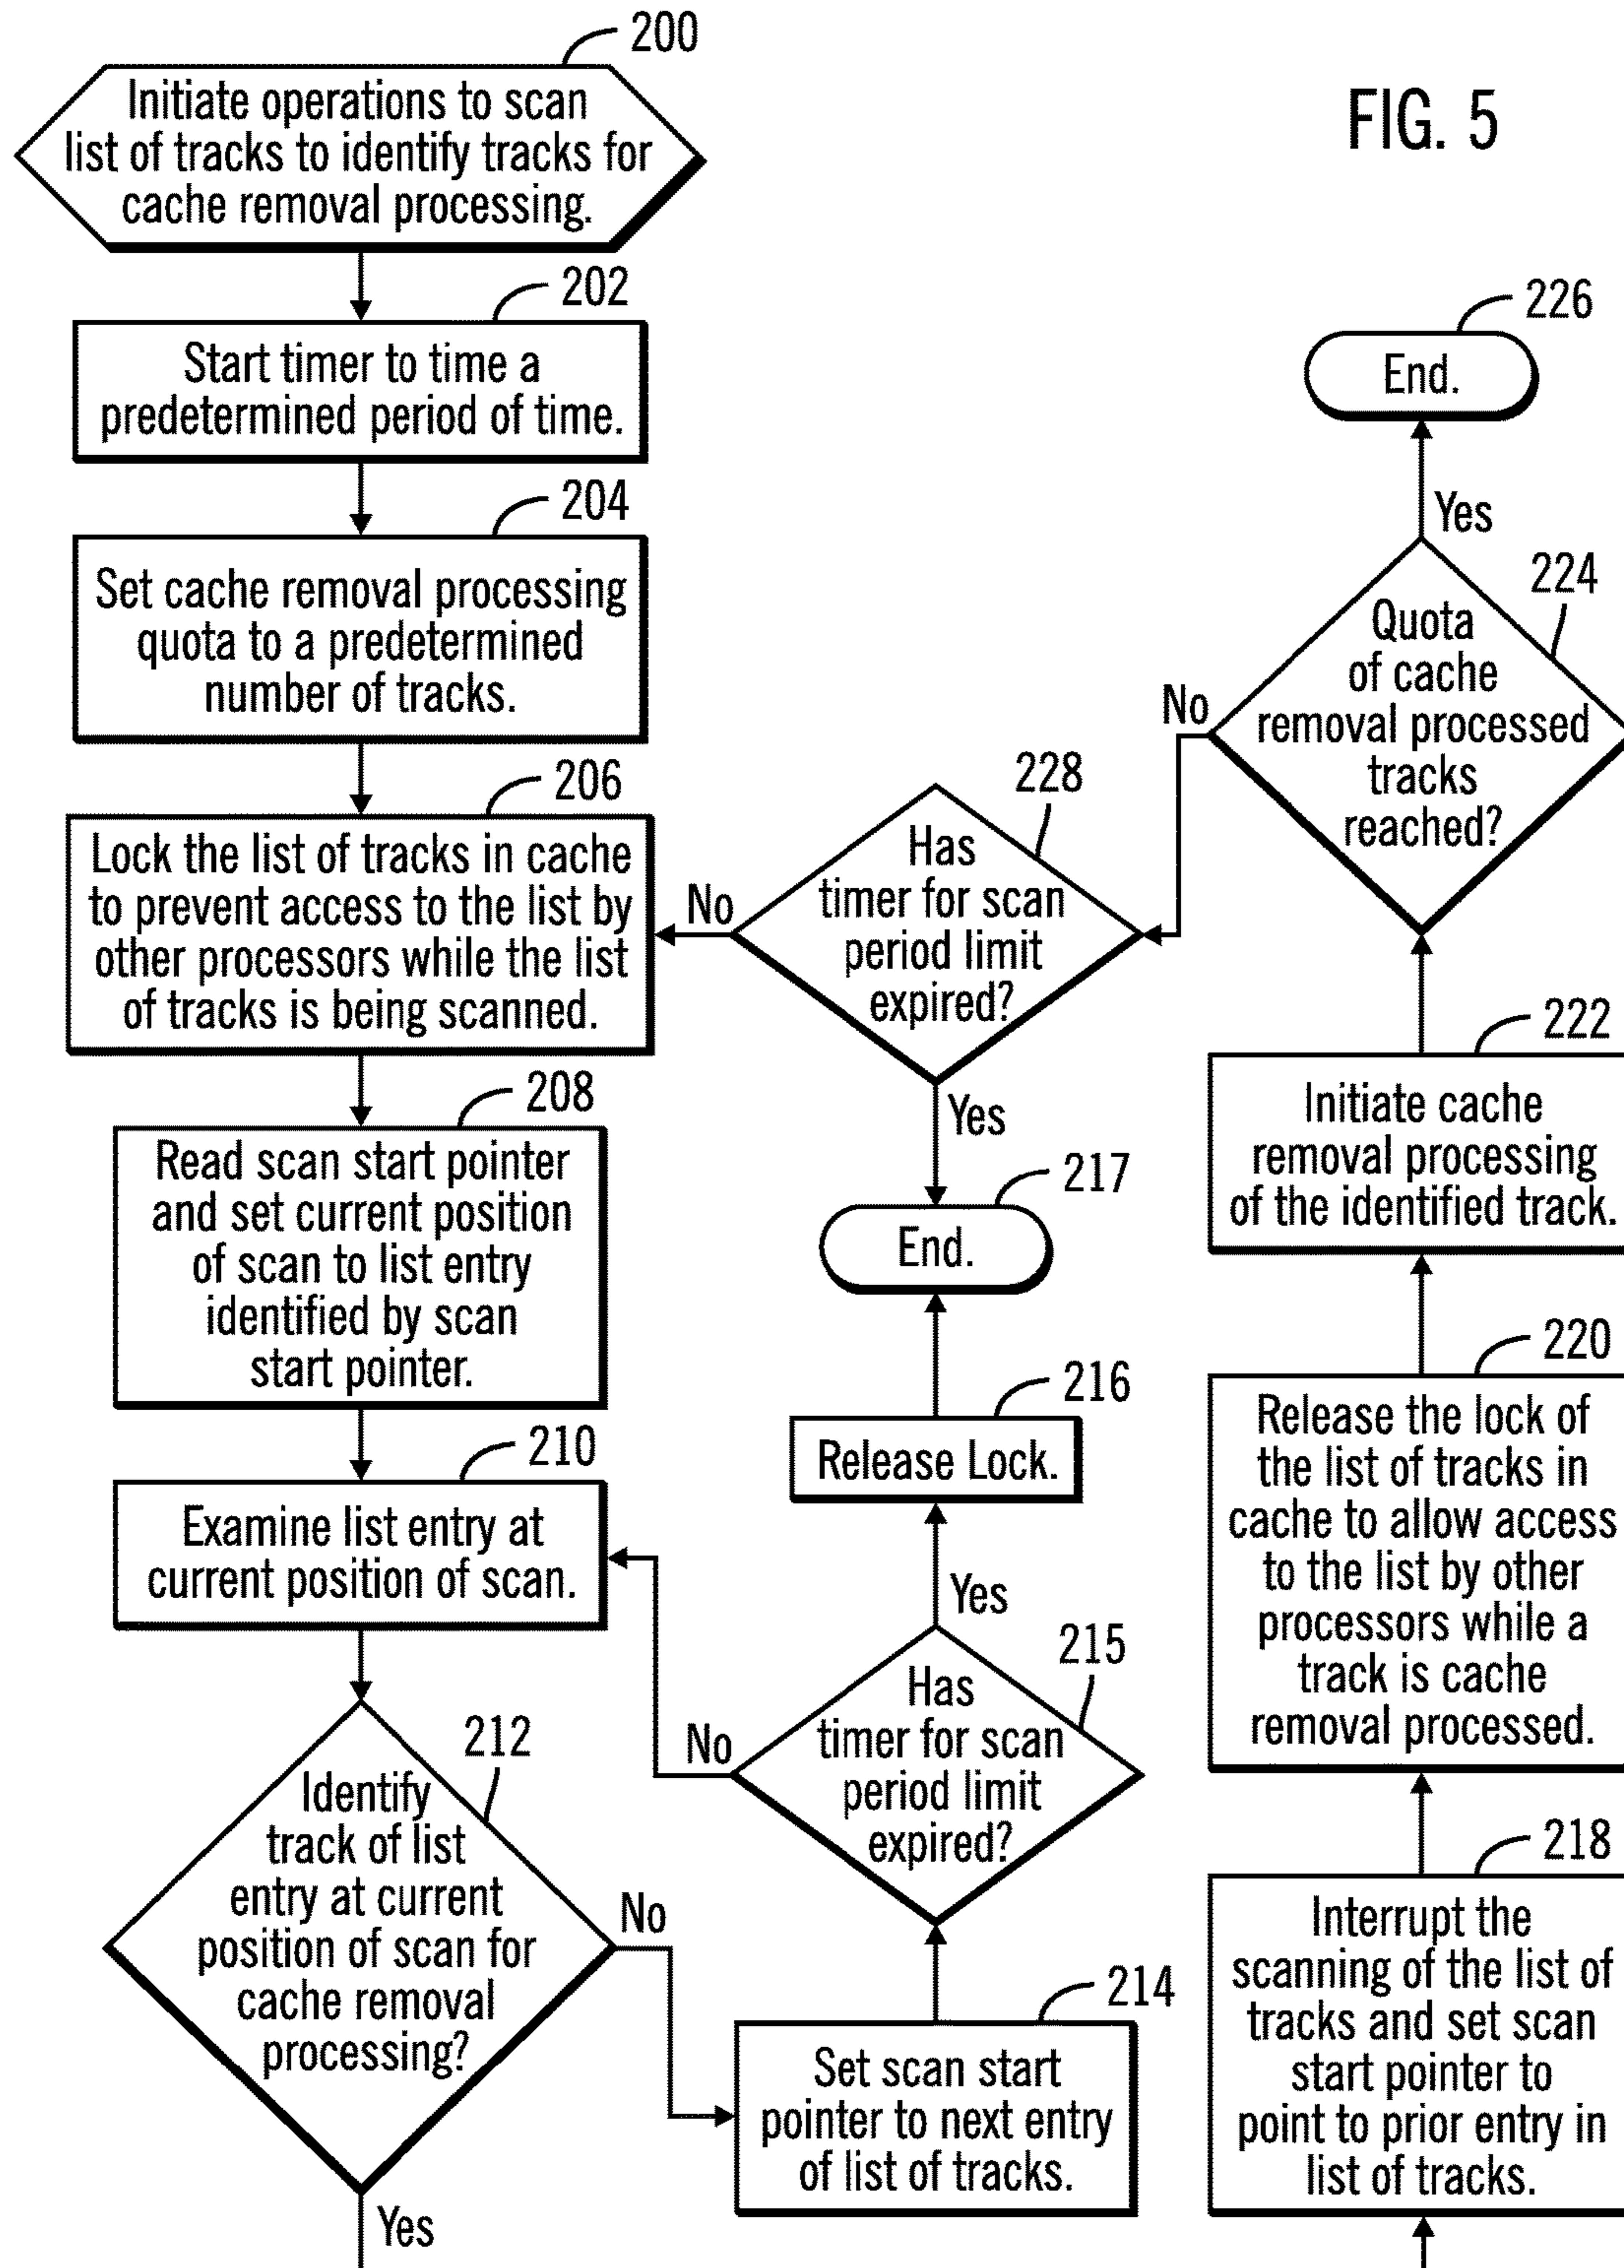 FIG. 5
200
Initiate operations to scan
list of tracks to identify tracks for
cache removal processing.
202
Start timer to time a
predetermined period of time.
204
Set cache removal processing
quota to a predetermined
number of tracks.
206
Lock the list of tracks in cache
to prevent access to the list by
other processors while the list
of tracks is being scanned.
208
Read scan start pointer
and set current position
of scan to list entry
identified by scan
start pointer.
210
Examine list entry at
current position of scan.
212
Identify
track of list
entry at current
position of scan for
cache removal
processing?
No
Yes
214
Set scan start
pointer to next entry
of list of tracks.
215
Has
timer for scan
period limit
expired?
No
Yes
216
Release Lock.
217
End.
218
Interrupt the
scanning of the list of
tracks and set scan
start pointer to
point to prior entry in
list of tracks.
220
Release the lock of
the list of tracks in
cache to allow access
to the list by other
processors while a
track is cache
removal processed.
222
Initiate cache
removal processing
of the identified track.
224
Quota
of cache
removal processed
tracks
reached?
Yes
No
226
End.
228
Has
timer for scan
period limit
expired?
No
Yes